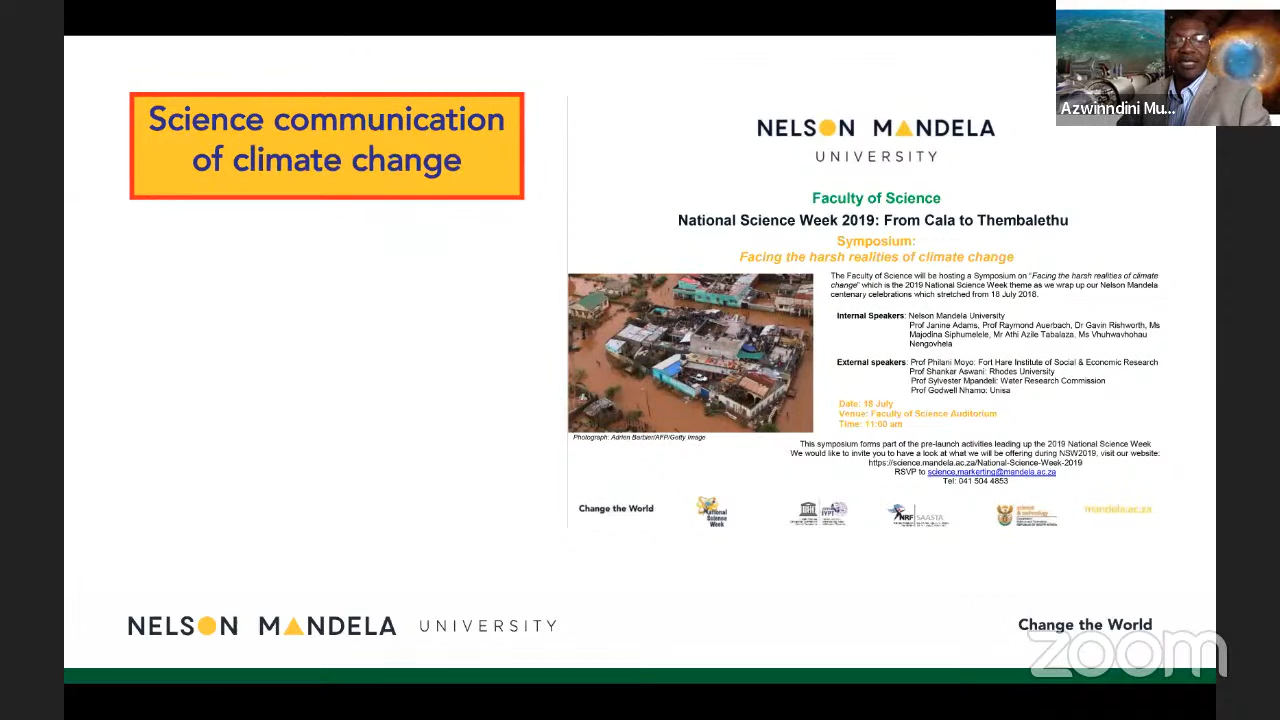 Azwinndini Mu...
Science communication
of climate change
NELSON MANDELA
UNIVERSITY
Faculty of Science
National Science Week 2019: From Cala to Thembalethu
Symposium:
Facing the harsh realities of climate change
The Faculty of Science will be hosting a Symposium on "Facing the harsh realities of climate
change" which is the 2019 National Science Week theme as we wrap up our Nelson Mandela
centenary celebrations which stretched from 18 July 2018.
Internal Speakers: Nelson Mandela University
Prof Janine Adams, Prof Raymond Auerbach, Dr Gavin Rishworth, Ms
Majodina Siphumelele, Mr Athi Azile Tabalaza, Ms Vhuhwavhohau
Nengovhela
External speakers: Prof Philani Moyo: Fort Hare Institute of Social & Economic Research
Prof Shankar Aswani: Rhodes University
Prof Sylvester Mpandeli: Water Research Commission
Prof Godwell Nhamo: Unisa
Date: 18 July
Venue: Faculty of Science Auditorium
Time: 11:00 am
Photograph: Adrien Barbier/AFP/Getty Image
This symposium forms part of the pre-launch activities leading up the 2019 National Science Week
We would like to invite you to have a look at what we will be offering during NSW2019, visit our website:
https://science.mandela.ac.za/National-Science-Week-2019
RSVP to science.markerting@mandela.ac.za
Tel: 041 504 4853
Change the World
National
Science
Week
NRF SAASTA
science
& technology
mandela.ac.za
NELSON MANDELA UNIVERSITY
Change the World
zoom